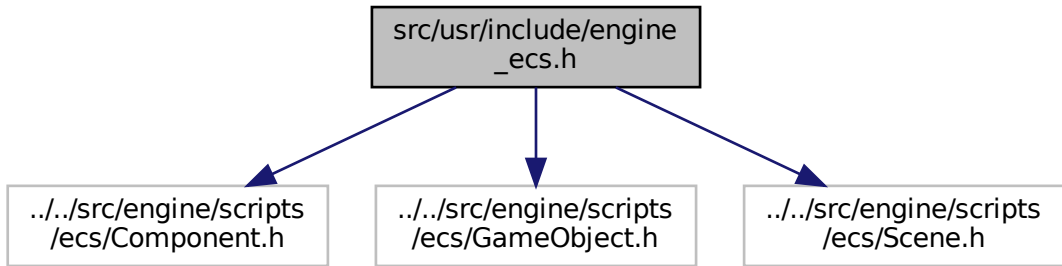 src/usr/include/engine
_ecs.h
../../src/engine/scripts
/ecs/Component.h
../../src/engine/scripts
/ecs/GameObject.h
../../src/engine/scripts
/ecs/Scene.h